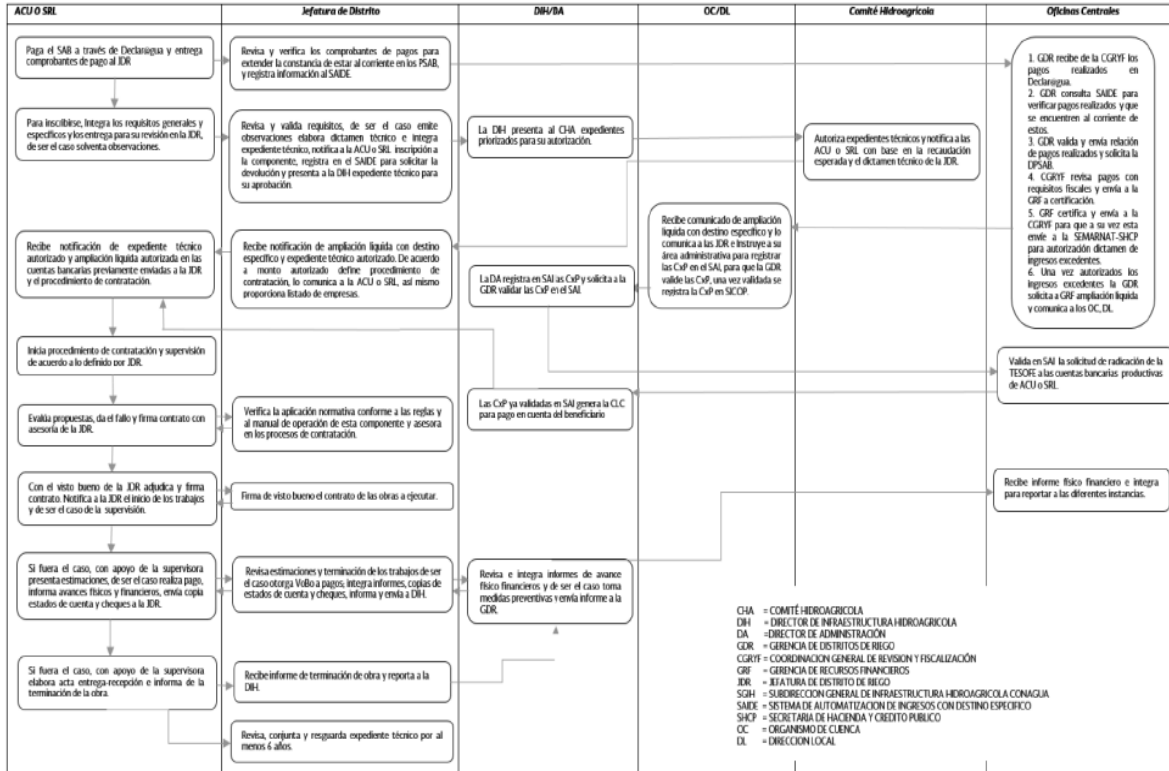 ACU O SRL
Jefatura de Distrito
DIH/DA
OC/DL
Comité Hidroagrícola
Oficinas Centrales
Paga el SAB a través de Declar@gua y entrega
comprobantes de pago al JDR
Revisa y verifica los comprobantes de pagos para
extender la constancia de estar al corriente en los PSAB,
y registra información al SAIDE.
1. GDR recibe de la CGRYF los
pagos realizados en
Declar@gua.
2. GDR consulta SAIDE para
verificar pagos realizados y que
se encuentren al corriente de
estos.
3. GDR valida y envía relación
de pagos realizados y solicita la
DPSAB.
4. CGRYF revisa pagos con
requisitos fiscales y envía a la
GRF a certificación.
5. GRF certifica y envía a la
CGRYF para que a su vez esta
envíe a la SEMARNAT-SHCP
para autorización dictamen de
ingresos excedentes.
6. Una vez autorizados los
ingresos excedentes la GDR
solicita a GRF ampliación líquida
y comunica a los OC, DL.
Para inscribirse, Integra los requisitos generales y
específicos y los entrega para su revisión en la JDR,
de ser el caso solventa observaciones.
Revisa y valida requisitos, de ser el caso emite
observaciones elabora dictamen técnico e integra
expediente técnico, notifica a la ACU o SRL inscripción a
la componente, registra en el SAIDE para solicitar la
devolución y presenta a la DIH expediente técnico para
su aprobación.
La DIH presenta al CHA expedientes
priorizados para su autorización.
Autoriza expedientes técnicos y notifica a las
ACU o SRL con base en la recaudación
esperada y el dictamen técnico de la JDR.
Recibe notificación de expediente técnico
autorizado y ampliación líquida autorizada en
las cuentas bancarias previamente enviadas a la JDR
y el procedimiento de contratación.
Recibe notificación de ampliación líquida con destino
específico y expediente técnico autorizado. De acuerdo
a monto autorizado define procedimiento de
contratación, lo comunica a la ACU o SRL, así mismo
proporciona listado de empresas.
La DA registra en SAI las CxP y solicita a la
GDR validar las CxP en el SAI.
Recibe comunicado de ampliación
líquida con destino específico y lo
comunica a las JDR e Instruye a su
área administrativa para registrar
las CxP en el SAI, para que la GDR
valide las CxP, una vez validada se
registra la CxP en SICOP.
Inicia procedimiento de contratación y supervisión
de acuerdo a lo definido por JDR.
Valida en SAI la solicitud de radicación de la
TESOFE a las cuentas bancarias productivas
de ACU o SRL
Evalúa propuestas, da el fallo y firma contrato con
asesoría de la JDR.
Verifica la aplicación normativa conforme a las reglas y
al manual de operación de esta componente y asesora
en los procesos de contratación.
Las CxP ya validadas en SAI genera la CLC
para pago en cuenta del beneficiario
Con el visto bueno de la JDR adjudica y firma
contrato. Notifica a la JDR el inicio de los trabajos
y de ser el caso de la supervisión.
Firma de visto bueno el contrato de las obras a ejecutar.
Recibe informe físico financiero e integra
para reportar a las diferentes instancias.
Si fuera el caso, con apoyo de la supervisora
presenta estimaciones, de ser el caso realiza pago,
informa avances físicos y financieros, envía copia
estados de cuenta y cheques a la JDR.
Revisa estimaciones y terminación de los trabajos de ser
el caso otorga VoBo a pagos; integra informes, copias de
estados de cuenta y cheques, informa y envía a DIH.
Revisa e integra informes de avance
físico financieros y de ser el caso toma
medidas preventivas y envía informe a la
GDR.
Si fuera el caso, con apoyo de la supervisora
elabora acta entrega-recepción e informa de la
terminación de la obra.
Recibe informe de terminación de obra y reporta a la
DIH.
Revisa, conjunta y resguarda expediente técnico por al
menos 6 años.
CHA = COMITÉ HIDROAGRICOLA
DIH = DIRECTOR DE INFRAESTRUCTURA HIDROAGRICOLA
DA =DIRECTOR DE ADMINISTRACIÓN
GDR = GERENCIA DE DISTRITOS DE RIEGO
CGRYF = COORDINACION GENERAL DE REVISION Y FISCALIZACIÓN
GRF = GERENCIA DE RECURSOS FINANCIEROS
JDR = JEFATURA DE DISTRITO DE RIEGO
SGIH = SUBDIRECCION GENERAL DE INFRAESTRUCTURA HIDROAGRICOLA CONAGUA
SAIDE = SISTEMA DE AUTOMATIZACION DE INGRESOS CON DESTINO ESPECIFICO
SHCP = SECRETARIA DE HACIENDA Y CREDITO PUBLICO
OC = ORGANISMO DE CUENCA
DL = DIRECCION LOCAL